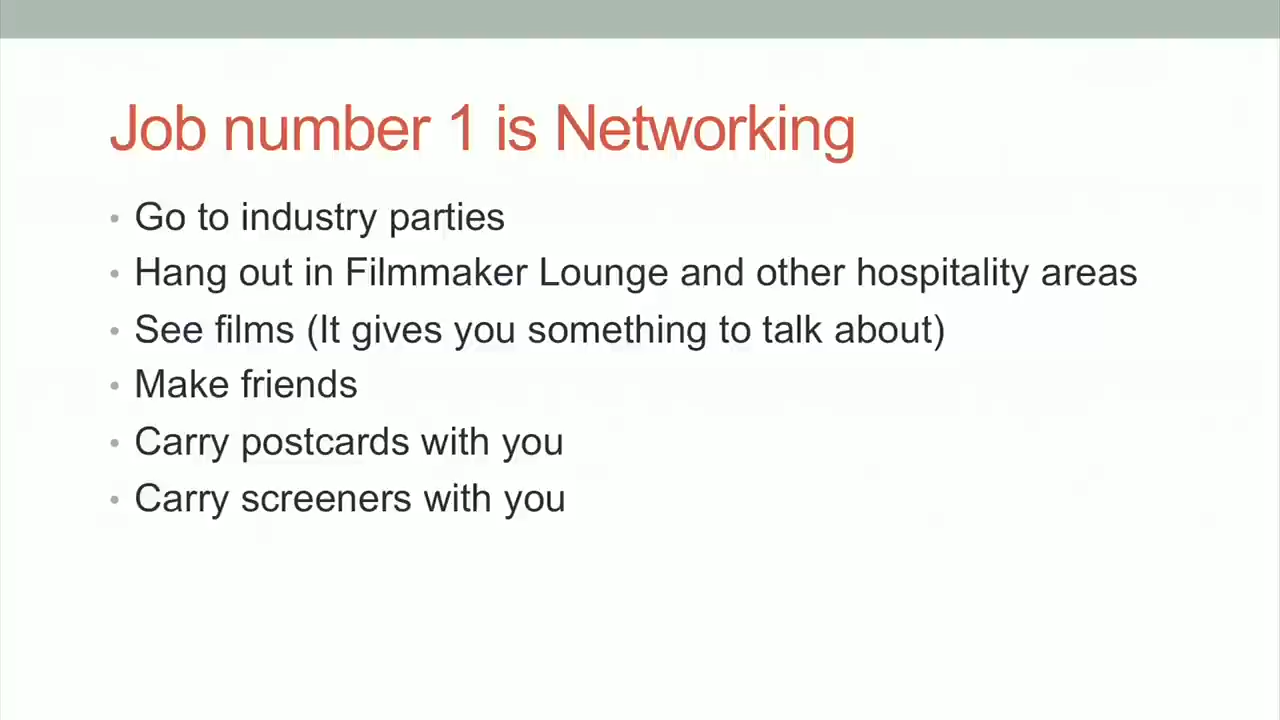 Job number 1 is Networking
• Go to industry parties
• Hang out in Filmmaker Lounge and other hospitality areas
• See films (It gives you something to talk about)
• Make friends
• Carry postcards with you
• Carry screeners with you